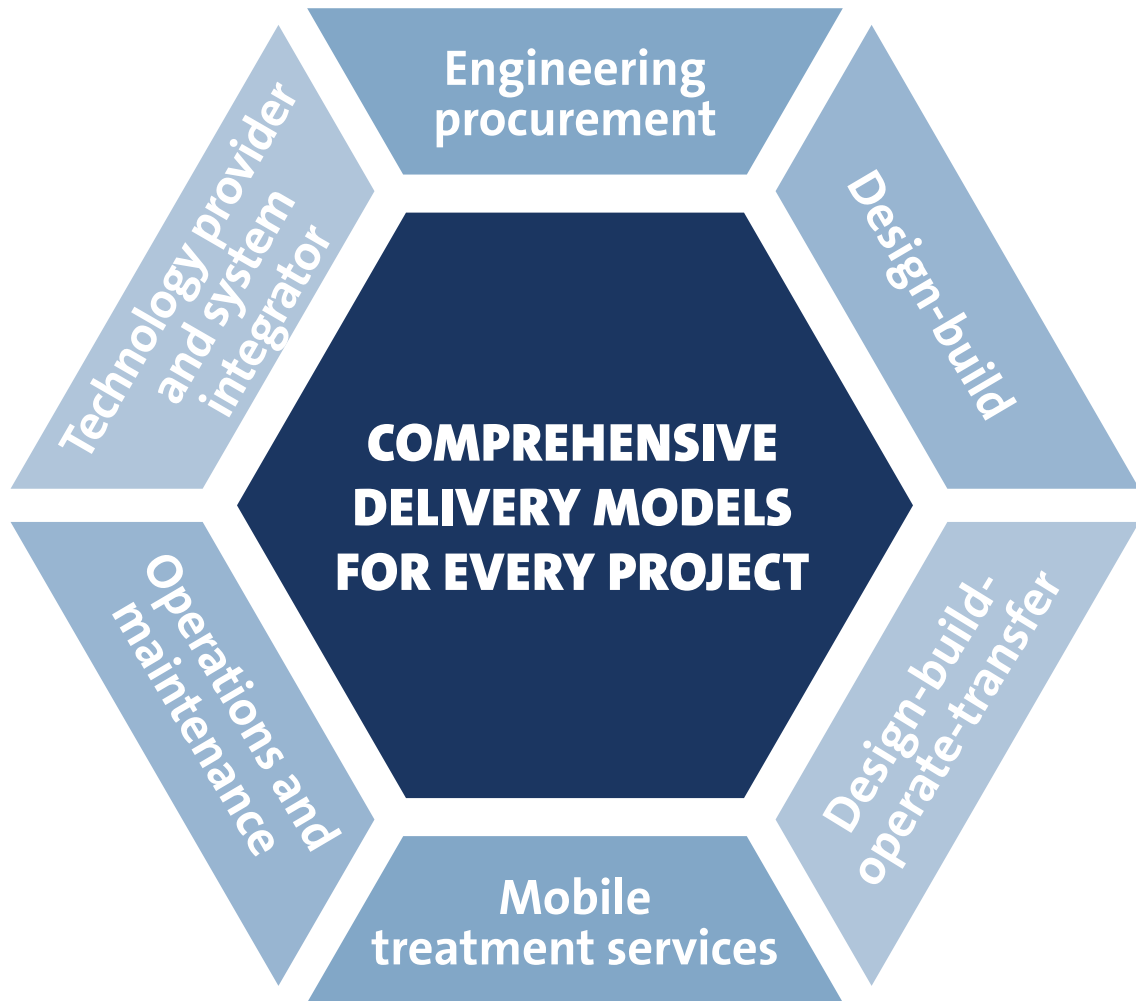 Engineering
procurement
Design-build
Design-build-
operate-transfer
Mobile
treatment services
Operations and
maintenance
Technology provider
and system
integrator
COMPREHENSIVE
DELIVERY MODELS
FOR EVERY PROJECT